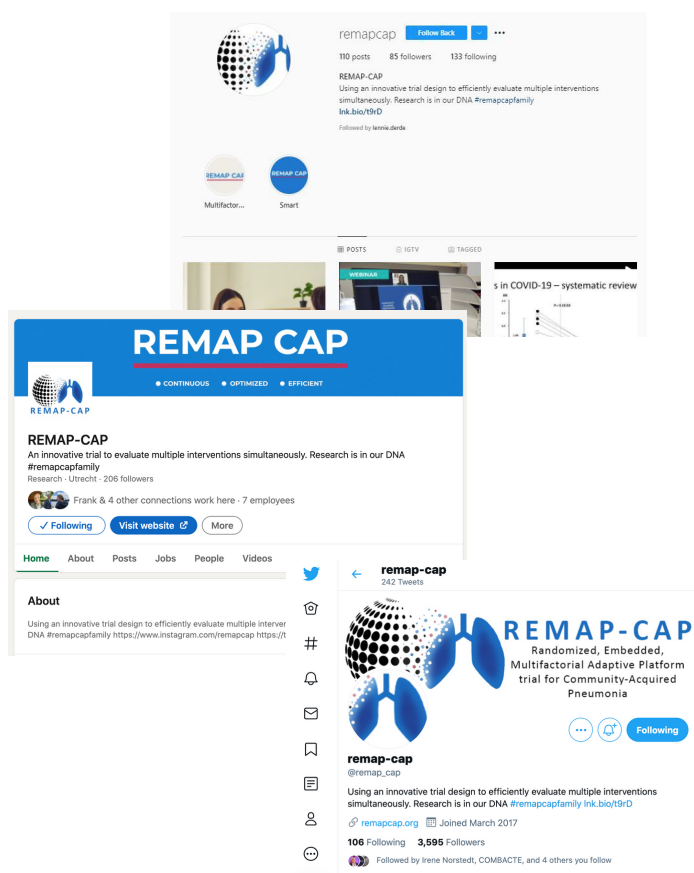 remapcap Follow Back
110 posts 85 followers 133 following
REMAP-CAP
Using an innovative trial design to efficiently evaluate multiple interventions
simultaneously. Research is in our DNA #remapcapfamily
lnk.bio/t9rD
Followed by lennie.derde
REMAP CAP
REMAP CAP
Multifactor...
Smart
POSTS IGTV TAGGED
WEBINAR
s in COVID-19 – systematic review
REMAP CAP
CONTINUOUS OPTIMIZED EFFICIENT
REMAP-CAP
REMAP-CAP
An innovative trial to evaluate multiple interventions simultaneously. Research is in our DNA
#remapcapfamily
Research · Utrecht · 206 followers
Frank & 4 other connections work here · 7 employees
✓ Following Visit website More
Home About Posts Jobs People Videos
About
Using an innovative trial design to efficiently evaluate multiple interver
DNA #remapcapfamily https://www.instagram.com/remapcap https://t
remap-cap
242 Tweets
REMAP-CAP
Randomized, Embedded,
Multifactorial Adaptive Platform
trial for Community-Acquired
Pneumonia
Following
remap-cap
@remap_cap
Using an innovative trial design to efficiently evaluate multiple interventions
simultaneously. Research is in our DNA #remapcapfamily lnk.bio/t9rD
remapcap.org Joined March 2017
106 Following 3,595 Followers
Followed by Irene Norstedt, COMBACTE, and 4 others you follow